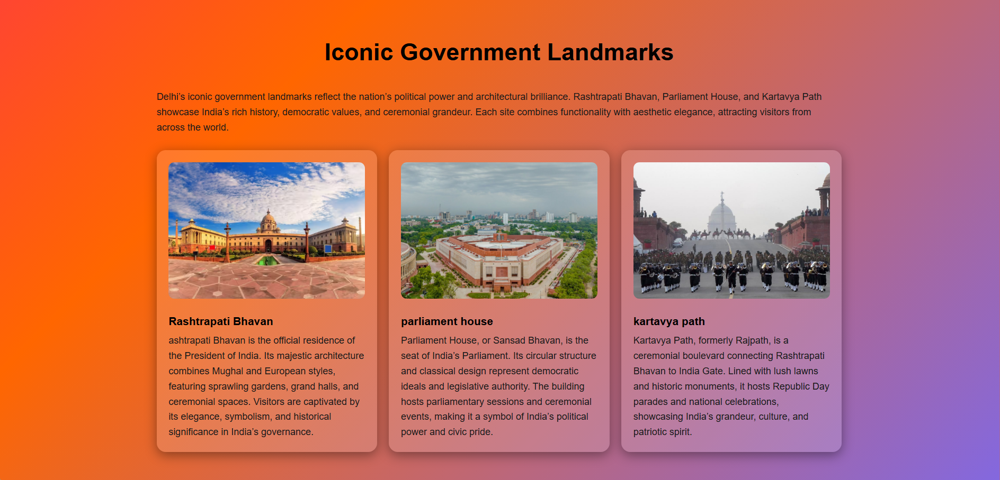 Iconic Government Landmarks
Delhi’s iconic government landmarks reflect the nation’s political power and architectural brilliance. Rashtrapati Bhavan, Parliament House, and Kartavya Path
showcase India’s rich history, democratic values, and ceremonial grandeur. Each site combines functionality with aesthetic elegance, attracting visitors from
across the world.
Rashtrapati Bhavan
ashtrapati Bhavan is the official residence of
the President of India. Its majestic architecture
combines Mughal and European styles,
featuring sprawling gardens, grand halls, and
ceremonial spaces. Visitors are captivated by
its elegance, symbolism, and historical
significance in India’s governance.
parliament house
Parliament House, or Sansad Bhavan, is the
seat of India’s Parliament. Its circular structure
and classical design represent democratic
ideals and legislative authority. The building
hosts parliamentary sessions and ceremonial
events, making it a symbol of India’s political
power and civic pride.
kartavya path
Kartavya Path, formerly Rajpath, is a
ceremonial boulevard connecting Rashtrapati
Bhavan to India Gate. Lined with lush lawns
and historic monuments, it hosts Republic Day
parades and national celebrations,
showcasing India’s grandeur, culture, and
patriotic spirit.